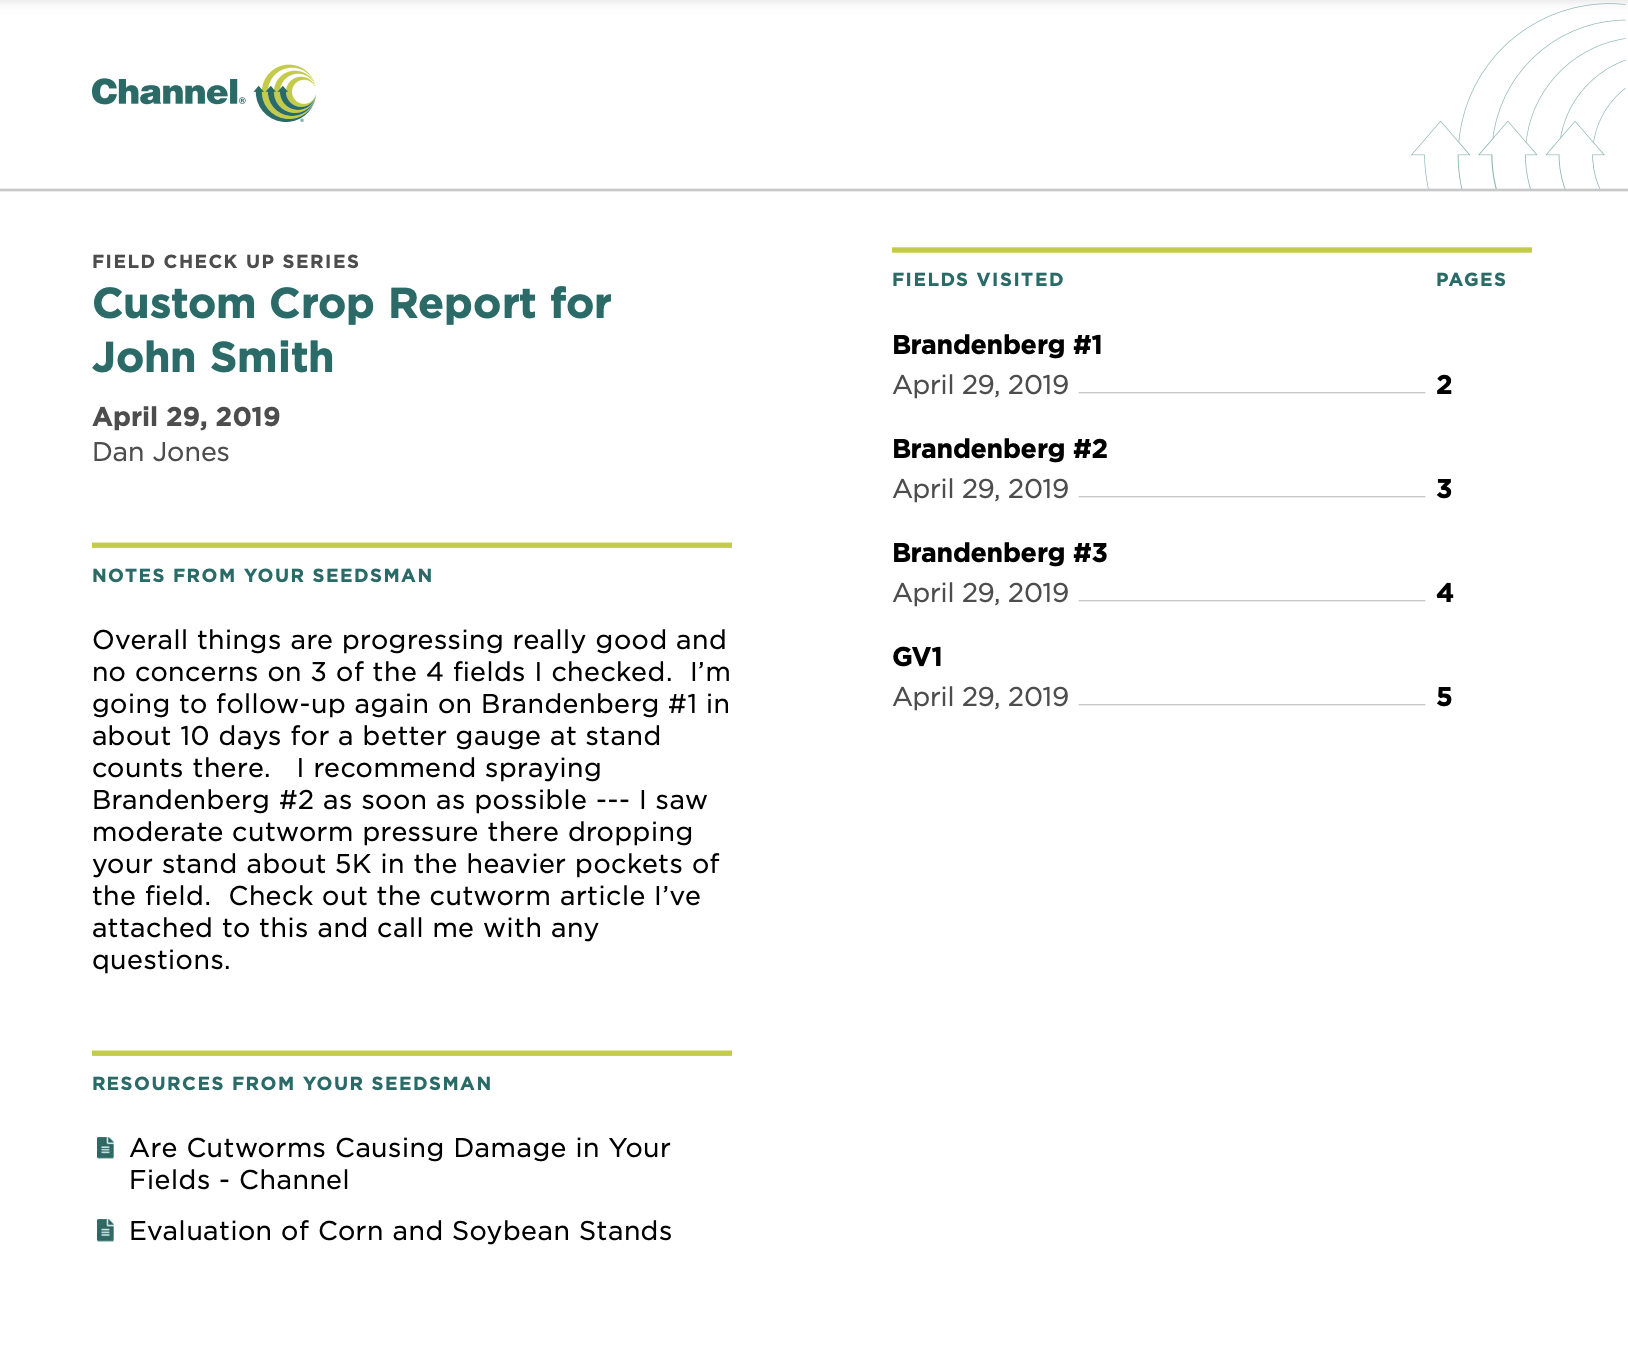 Channel®
FIELD CHECK UP SERIES
Custom Crop Report for
John Smith
April 29, 2019
Dan Jones
NOTES FROM YOUR SEEDSMAN
Overall things are progressing really good and
no concerns on 3 of the 4 fields I checked.  I’m
going to follow-up again on Brandenberg #1 in
about 10 days for a better gauge at stand
counts there.   I recommend spraying
Brandenberg #2 as soon as possible --- I saw
moderate cutworm pressure there dropping
your stand about 5K in the heavier pockets of
the field.  Check out the cutworm article I’ve
attached to this and call me with any
questions.
RESOURCES FROM YOUR SEEDSMAN
Are Cutworms Causing Damage in Your
Fields - Channel
Evaluation of Corn and Soybean Stands
FIELDS VISITED PAGES
Brandenberg #1
April 29, 2019 2
Brandenberg #2
April 29, 2019 3
Brandenberg #3
April 29, 2019 4
GV1
April 29, 2019 5